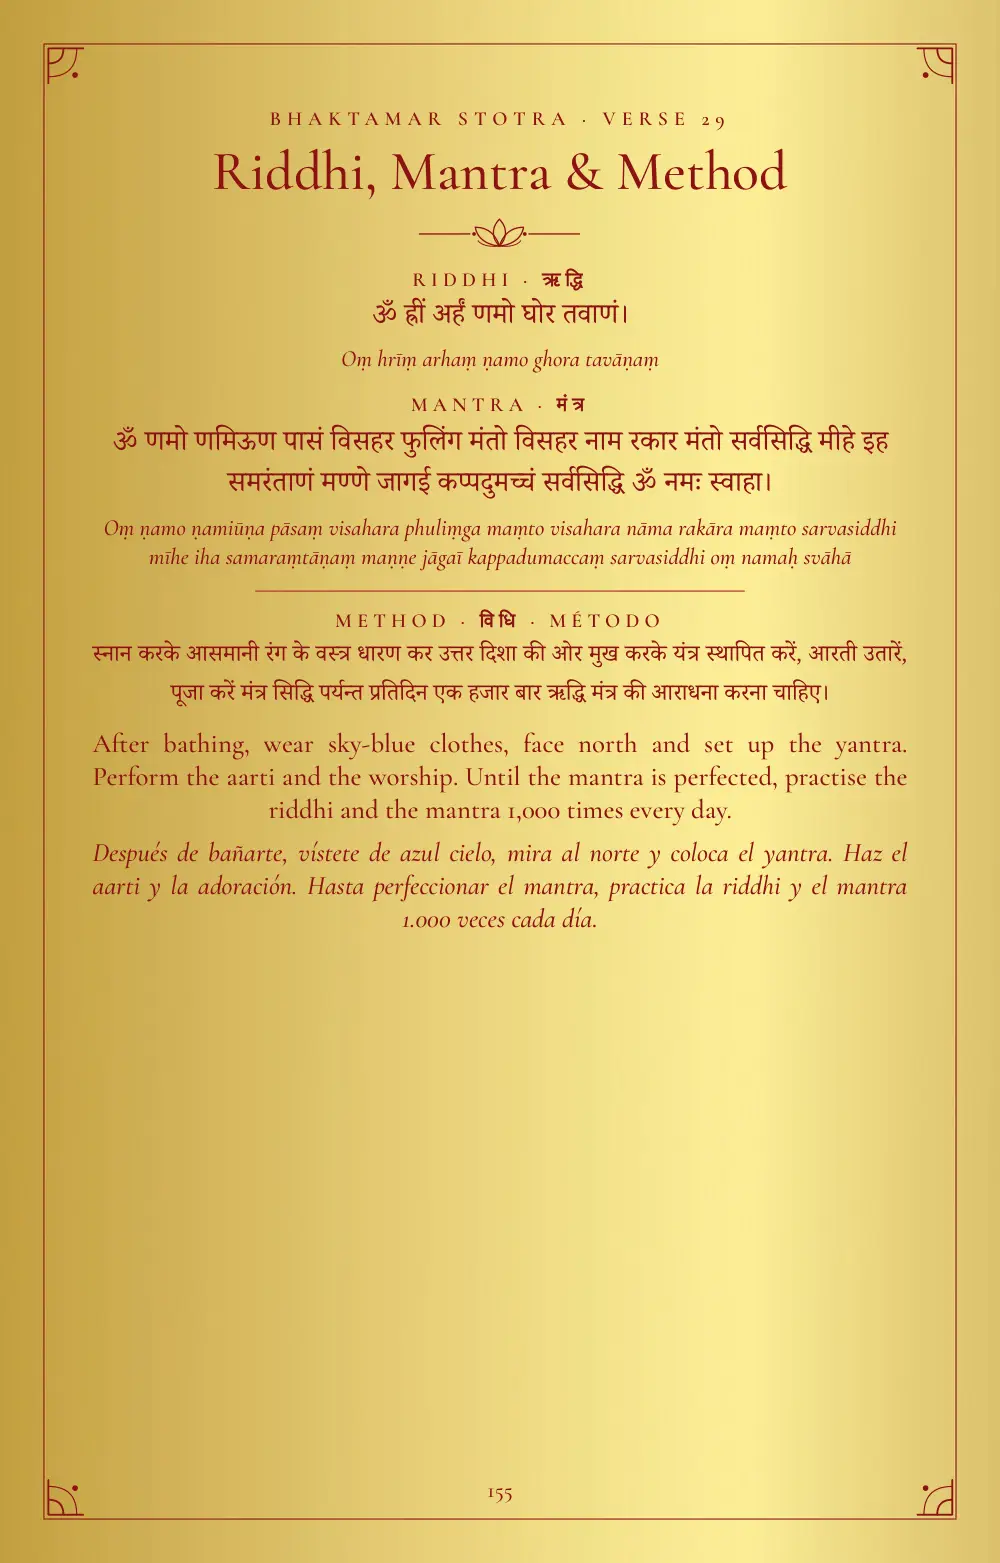 BHAKTAMAR STOTRA · VERSE 29
Riddhi, Mantra & Method
RIDDHI · ऋद्धि
ॐ ह्रीं अर्हं णमो घोर तवाणं।
Oṃ hrīṃ arhaṃ ṇamo ghora tavāṇaṃ
MANTRA · मंत्र
ॐ णमो णमिऊण पासं विसहर फुलिंग मंतो विसहर नाम रकार मंतो सर्वसिद्धि मीहे इह
समरंताणं मण्णे जागई कप्पदुमच्चं सर्वसिद्धि ॐ नमः स्वाहा।
Oṃ ṇamo ṇamiūṇa pāsaṃ visahara phuliṃga maṃto visahara nāma rakāra maṃto sarvasiddhi
mīhe iha samaraṃtāṇaṃ maṇṇe jāgaī kappadumaccaṃ sarvasiddhi oṃ namaḥ svāhā
METHOD · विधि · MÉTODO
स्नान करके आसमानी रंग के वस्त्र धारण कर उत्तर दिशा की ओर मुख करके यंत्र स्थापित करें, आरती उतारें,
पूजा करें मंत्र सिद्धि पर्यन्त प्रतिदिन एक हजार बार ऋद्धि मंत्र की आराधना करना चाहिए।
After bathing, wear sky-blue clothes, face north and set up the yantra.
Perform the aarti and the worship. Until the mantra is perfected, practise the
riddhi and the mantra 1,000 times every day.
Después de bañarte, vístete de azul cielo, mira al norte y coloca el yantra. Haz el
aarti y la adoración. Hasta perfeccionar el mantra, practica la riddhi y el mantra
1.000 veces cada día.
155